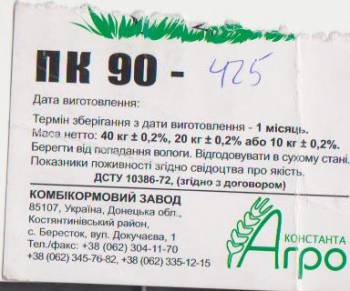 ПК 90 - 425
Дата виготовлення:
Термін зберігання з дати виготовлення - 1 місяць.
Маса нетто: 40 кг ± 0,2%, 20 кг ± 0,2% або 10 кг ± 0,2%.
Берегти від попадання вологи. Відгодовувати в сухому стані.
Показники поживності згідно свідоцтва про якість.
ДСТУ 10386-72, (згідно з договором)
КОМБІКОРМОВИЙ ЗАВОД
85107, Україна, Донецька обл.,
Костянтинівський район,
с. Бересток, вул. Докучаєва, 1
Тел./факс: +38 (062) 304-11-70
+38 (062) 345-76-82, +38 (062) 335-12-15
КОНСТАНТА
Агро